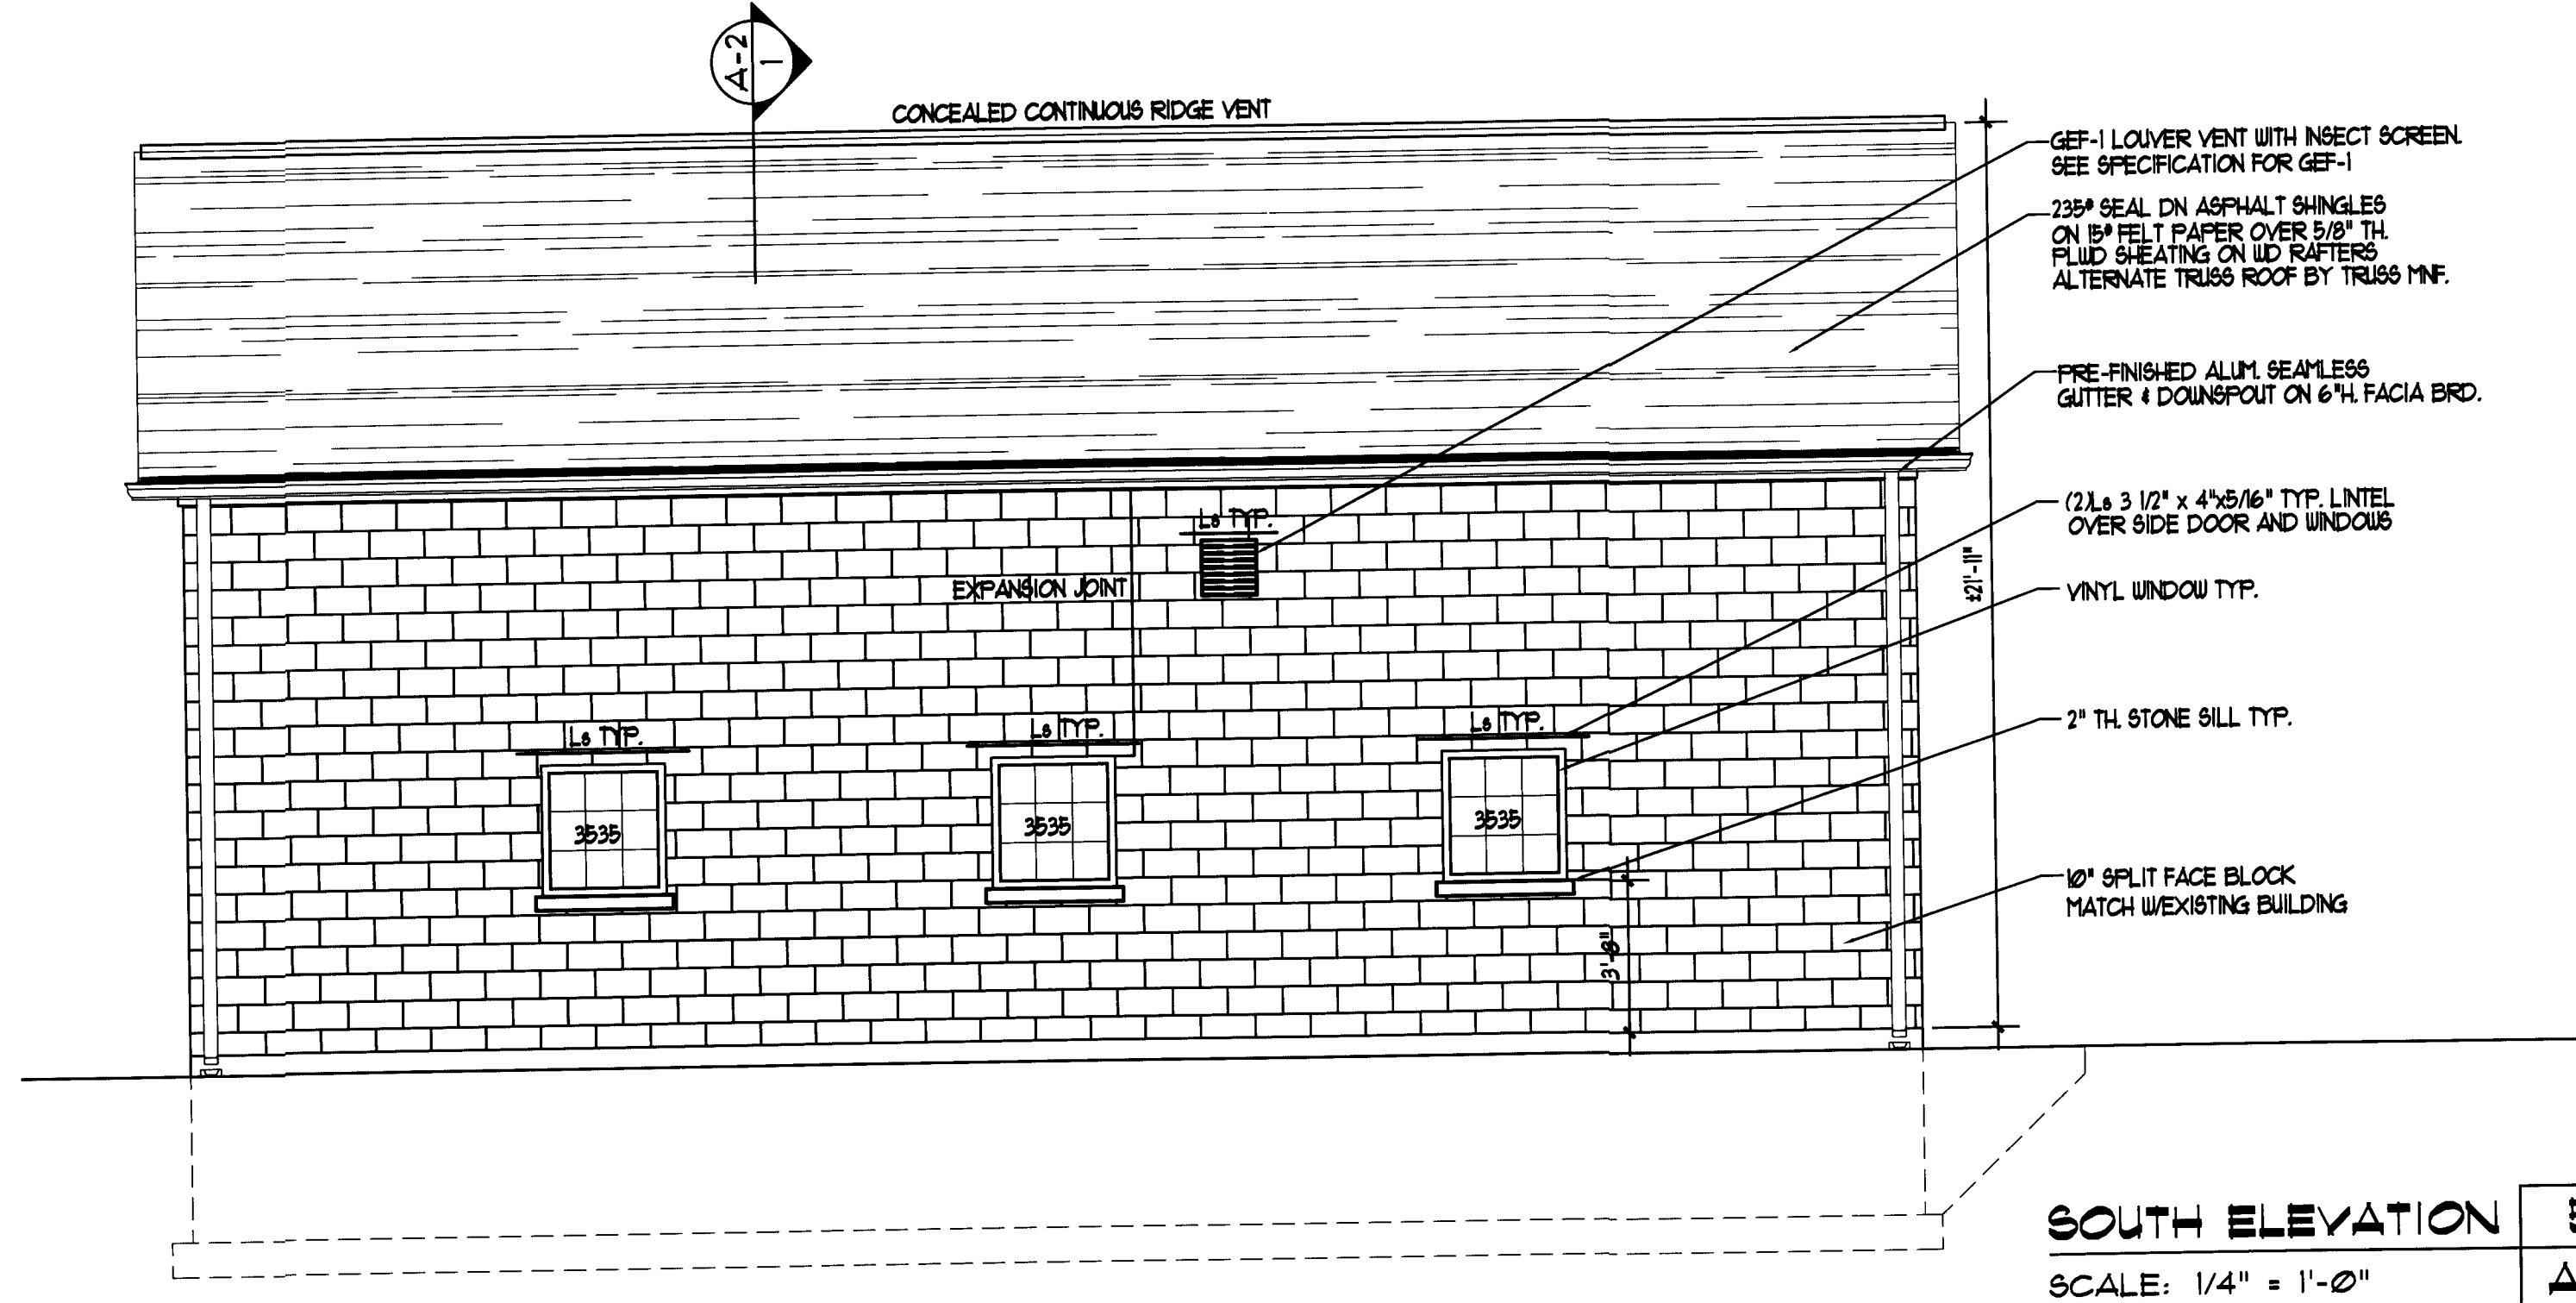 A-2
1
CONCEALED CONTINUOUS RIDGE VENT
GEF-1 LOUVER VENT WITH INSECT SCREEN.
SEE SPECIFICATION FOR GEF-1
235# SEAL DN ASPHALT SHINGLES
ON 15# FELT PAPER OVER 5/8" TH.
PLWD SHEATING ON WD RAFTERS
ALTERNATE TRUSS ROOF BY TRUSS MNF.
PRE-FINISHED ALUM. SEAMLESS
GUTTER & DOWNSPOUT ON 6"H. FACIA BRD.
(2)Ls 3 1/2" x 4"x5/16" TYP. LINTEL
OVER SIDE DOOR AND WINDOWS
Ls TYP.
EXPANSION JOINT
±21'-11"
VINYL WINDOW TYP.
Ls TYP.
Ls TYP.
Ls TYP.
2" TH. STONE SILL TYP.
3535
3535
3535
10" SPLIT FACE BLOCK
MATCH W/EXISTING BUILDING
3'-8"
SOUTH ELEVATION
SCALE: 1/4" = 1'-0"